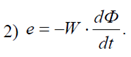 2) e = –W · dΦ/dt.